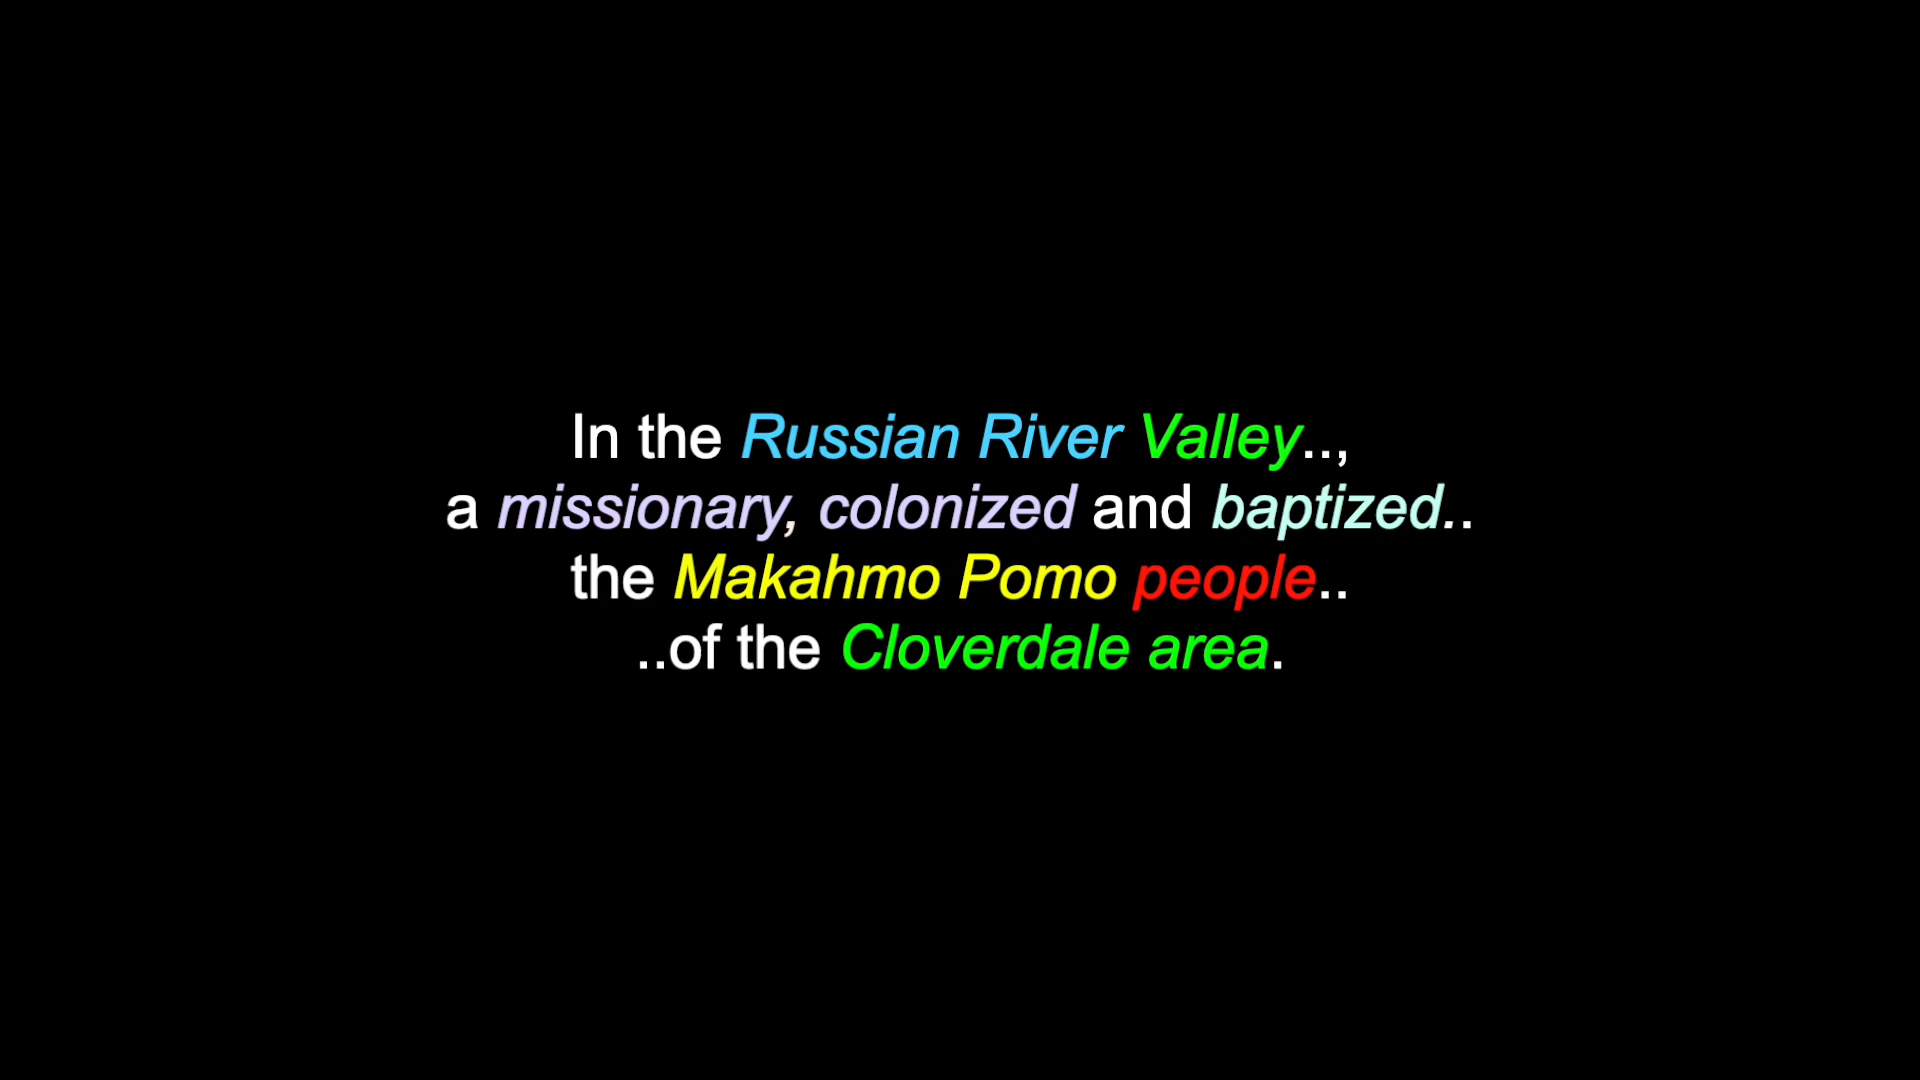 In the Russian River Valley..,
a missionary, colonized and baptized..
the Makahmo Pomo people..
..of the Cloverdale area.